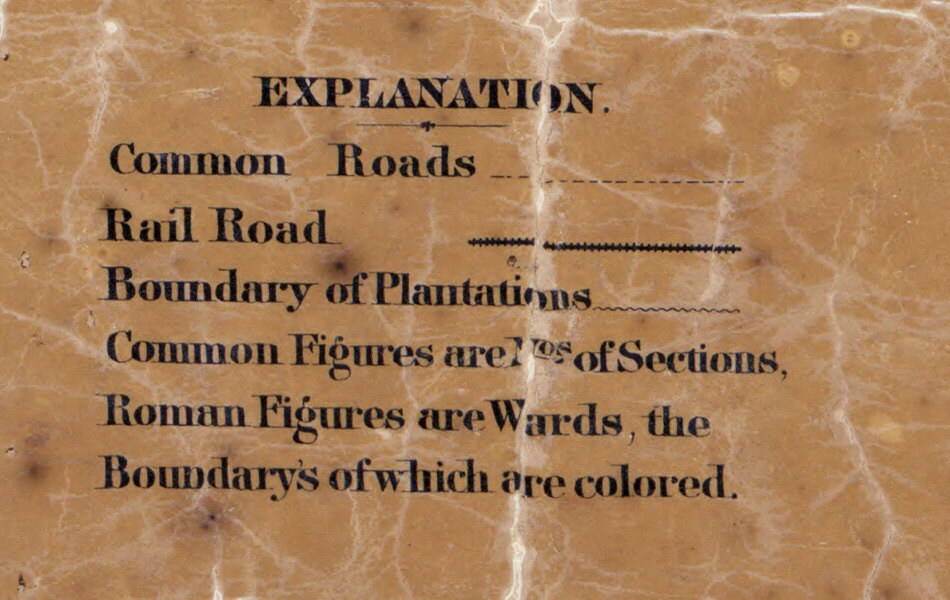 EXPLANATION.
Common Roads
Rail Road
Boundary of Plantations
Common Figures are Nos of Sections,
Roman Figures are Wards, the
Boundary's of which are colored.